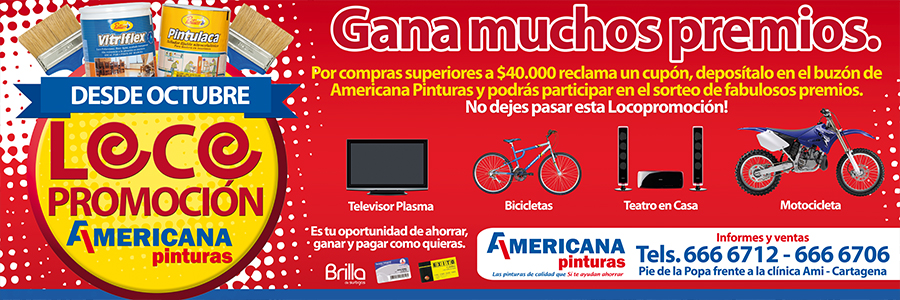 Vitriflex
Pintulaca
DESDE OCTUBRE
LOCO
PROMOCIÓN
AMERICANA
pinturas
Gana muchos premios.
Por compras superiores a $40.000 reclama un cupón, deposítalo en el buzón de
Americana Pinturas y podrás participar en el sorteo de fabulosos premios.
No dejes pasar esta Locopromoción!
Televisor Plasma
Bicicletas
Teatro en Casa
Motocicleta
*Es tu oportunidad de ahorrar,
ganar y pagar como quieras.
Brilla
de surtigas
AMERICANA
pinturas
Las pinturas de calidad que Sí te ayudan ahorrar
Informes y ventas
Tels. 666 6712 - 666 6706
Pie de la Popa frente a la clínica Ami - Cartagena